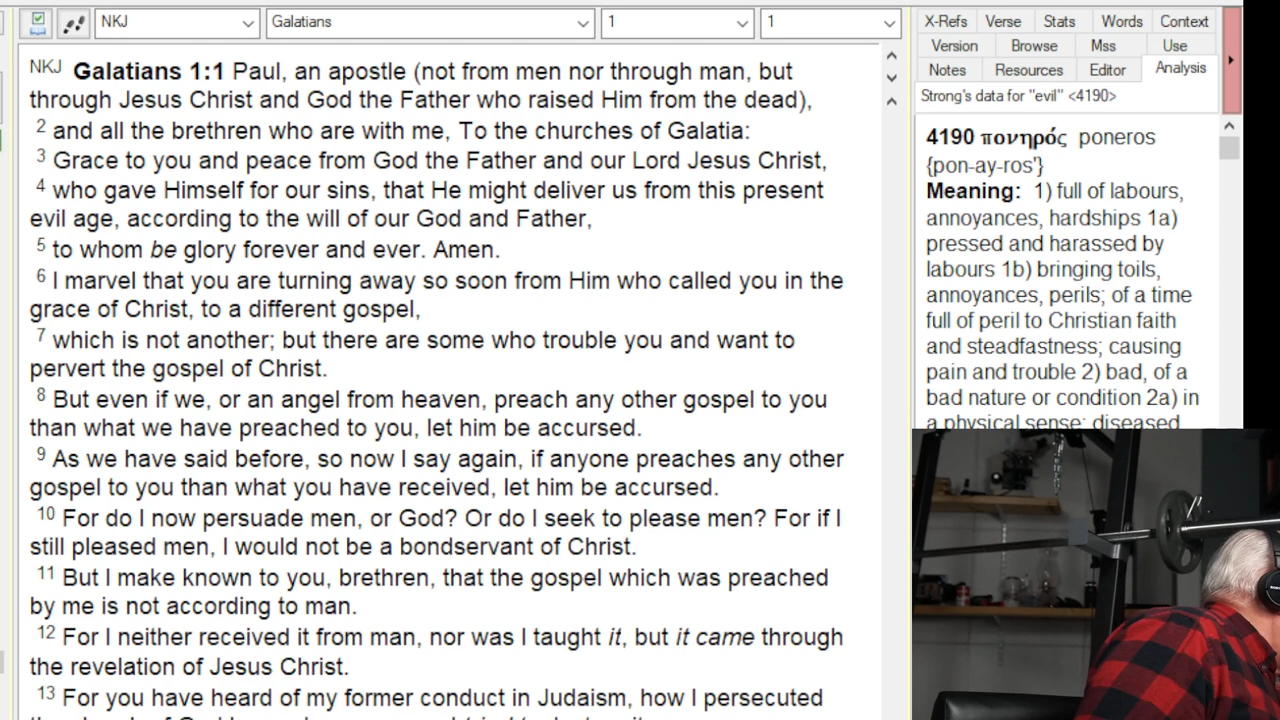 NKJ Galatians 1 1
NKJ Galatians 1:1 Paul, an apostle (not from men nor through man, but
through Jesus Christ and God the Father who raised Him from the dead),
2 and all the brethren who are with me, To the churches of Galatia:
3 Grace to you and peace from God the Father and our Lord Jesus Christ,
4 who gave Himself for our sins, that He might deliver us from this present
evil age, according to the will of our God and Father,
5 to whom be glory forever and ever. Amen.
6 I marvel that you are turning away so soon from Him who called you in the
grace of Christ, to a different gospel,
7 which is not another; but there are some who trouble you and want to
pervert the gospel of Christ.
8 But even if we, or an angel from heaven, preach any other gospel to you
than what we have preached to you, let him be accursed.
9 As we have said before, so now I say again, if anyone preaches any other
gospel to you than what you have received, let him be accursed.
10 For do I now persuade men, or God? Or do I seek to please men? For if I
still pleased men, I would not be a bondservant of Christ.
11 But I make known to you, brethren, that the gospel which was preached
by me is not according to man.
12 For I neither received it from man, nor was I taught it, but it came through
the revelation of Jesus Christ.
13 For you have heard of my former conduct in Judaism, how I persecuted
X-Refs Verse Stats Words Context
Version Browse Mss Use
Notes Resources Editor Analysis
Strong's data for "evil" <4190>
4190 πονηρός poneros
{pon-ay-ros'}
Meaning: 1) full of labours,
annoyances, hardships 1a)
pressed and harassed by
labours 1b) bringing toils,
annoyances, perils; of a time
full of peril to Christian faith
and steadfastness; causing
pain and trouble 2) bad, of a
bad nature or condition 2a) in
a physical sense: diseased